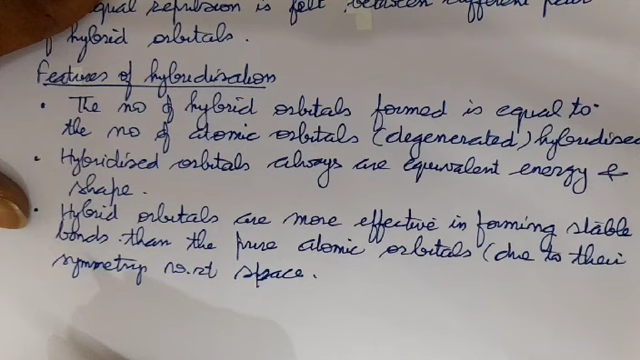 equal repulsion is felt between different pair
of hybrid orbitals.
Features of hybridisation
• The no of hybrid orbitals formed is equal to
the no of atomic orbitals (degenerated) hybridised
• Hybridised orbitals always are equivalent energy &
shape.
• Hybrid orbitals are more effective in forming stable
bonds than the pure atomic orbitals (due to their
symmetry w.r.t space.